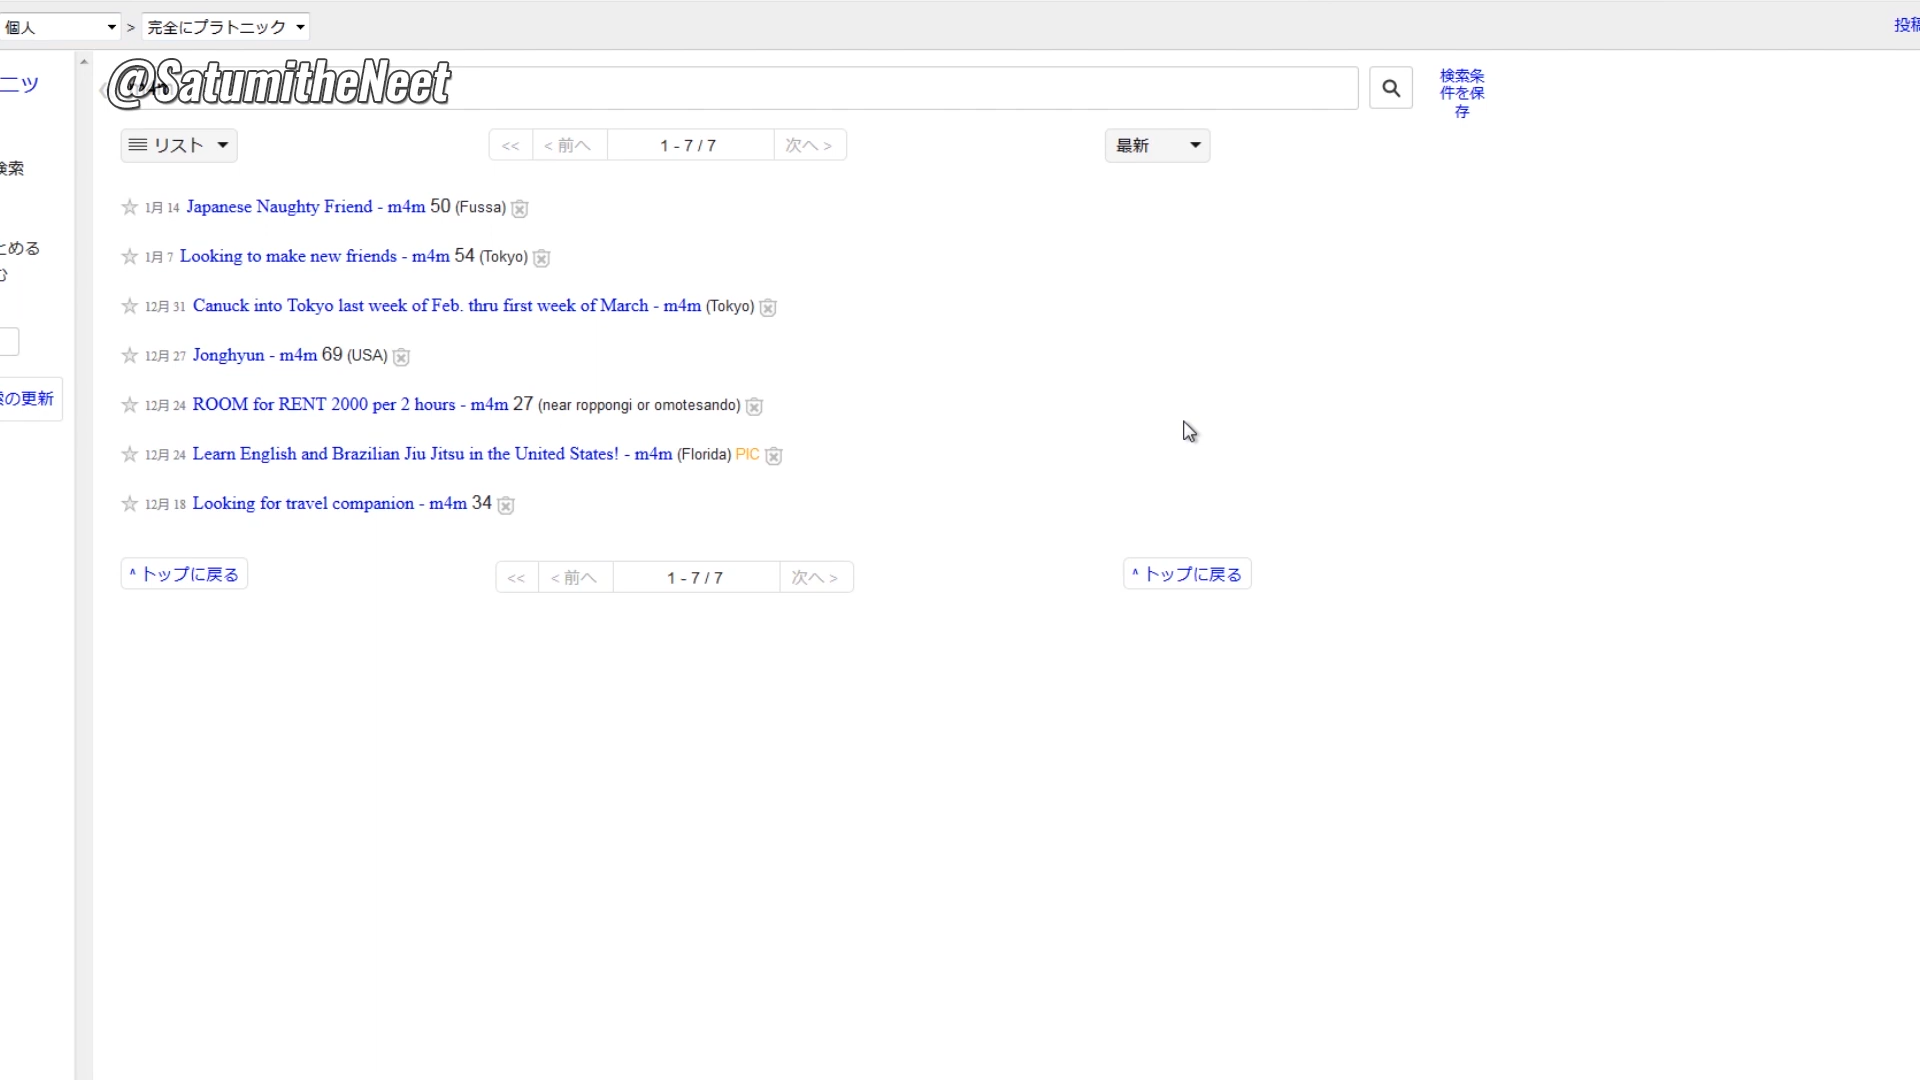 個人 > 完全にプラトニック
投稿
ニッ
@SatumitheNeet
検索条
件を保
存
リスト
<< < 前へ 1 - 7 / 7 次へ >
最新
検索
とめる
の更新
1月 14 Japanese Naughty Friend - m4m 50 (Fussa)
1月 7 Looking to make new friends - m4m 54 (Tokyo)
12月 31 Canuck into Tokyo last week of Feb. thru first week of March - m4m (Tokyo)
12月 27 Jonghyun - m4m 69 (USA)
12月 24 ROOM for RENT 2000 per 2 hours - m4m 27 (near roppongi or omotesando)
12月 24 Learn English and Brazilian Jiu Jitsu in the United States! - m4m (Florida) PIC
12月 18 Looking for travel companion - m4m 34
^ トップに戻る
<< < 前へ 1 - 7 / 7 次へ >
^ トップに戻る